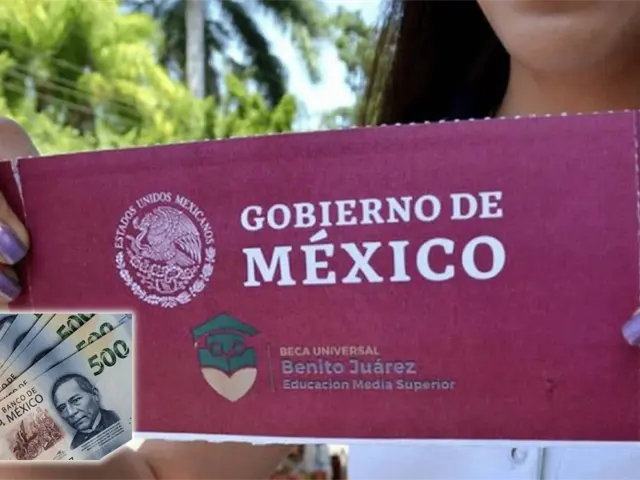 ESTADOS UNIDOS MEXICANOS
GOBIERNO DE
MÉXICO
BECA UNIVERSAL
Benito Juárez
Educación Media Superior
500
500
500
BANCO DE
MÉXICO